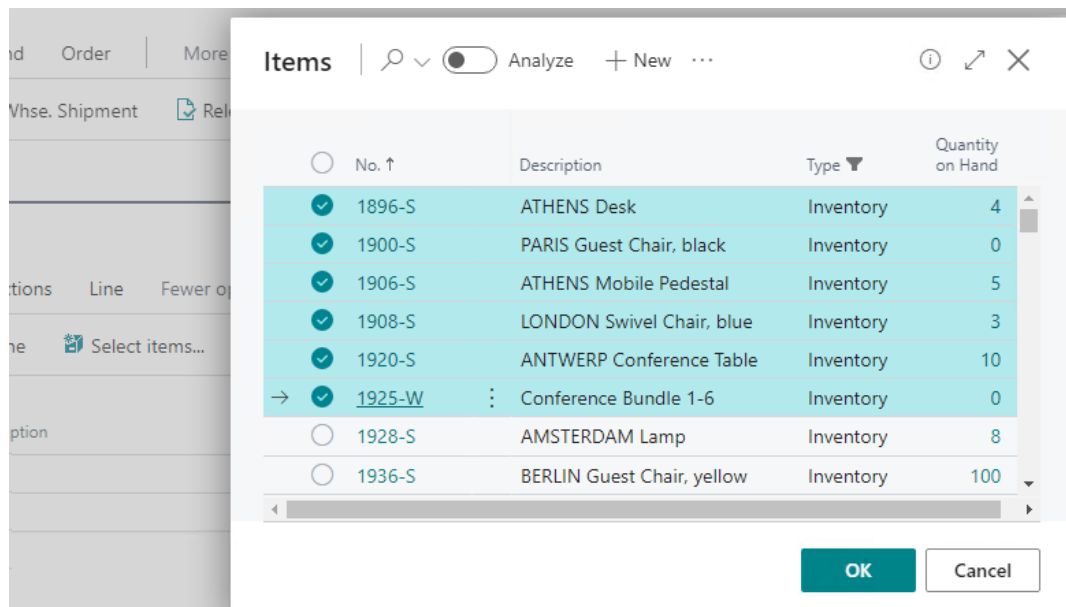 nd Order More
Whse. Shipment Rel
ctions Line Fewer op
ne Select items...
ption
Items Analyze + New ...
No. ↑ Description Type Quantity on Hand
1896-S ATHENS Desk Inventory 4
1900-S PARIS Guest Chair, black Inventory 0
1906-S ATHENS Mobile Pedestal Inventory 5
1908-S LONDON Swivel Chair, blue Inventory 3
1920-S ANTWERP Conference Table Inventory 10
1925-W Conference Bundle 1-6 Inventory 0
1928-S AMSTERDAM Lamp Inventory 8
1936-S BERLIN Guest Chair, yellow Inventory 100
OK Cancel